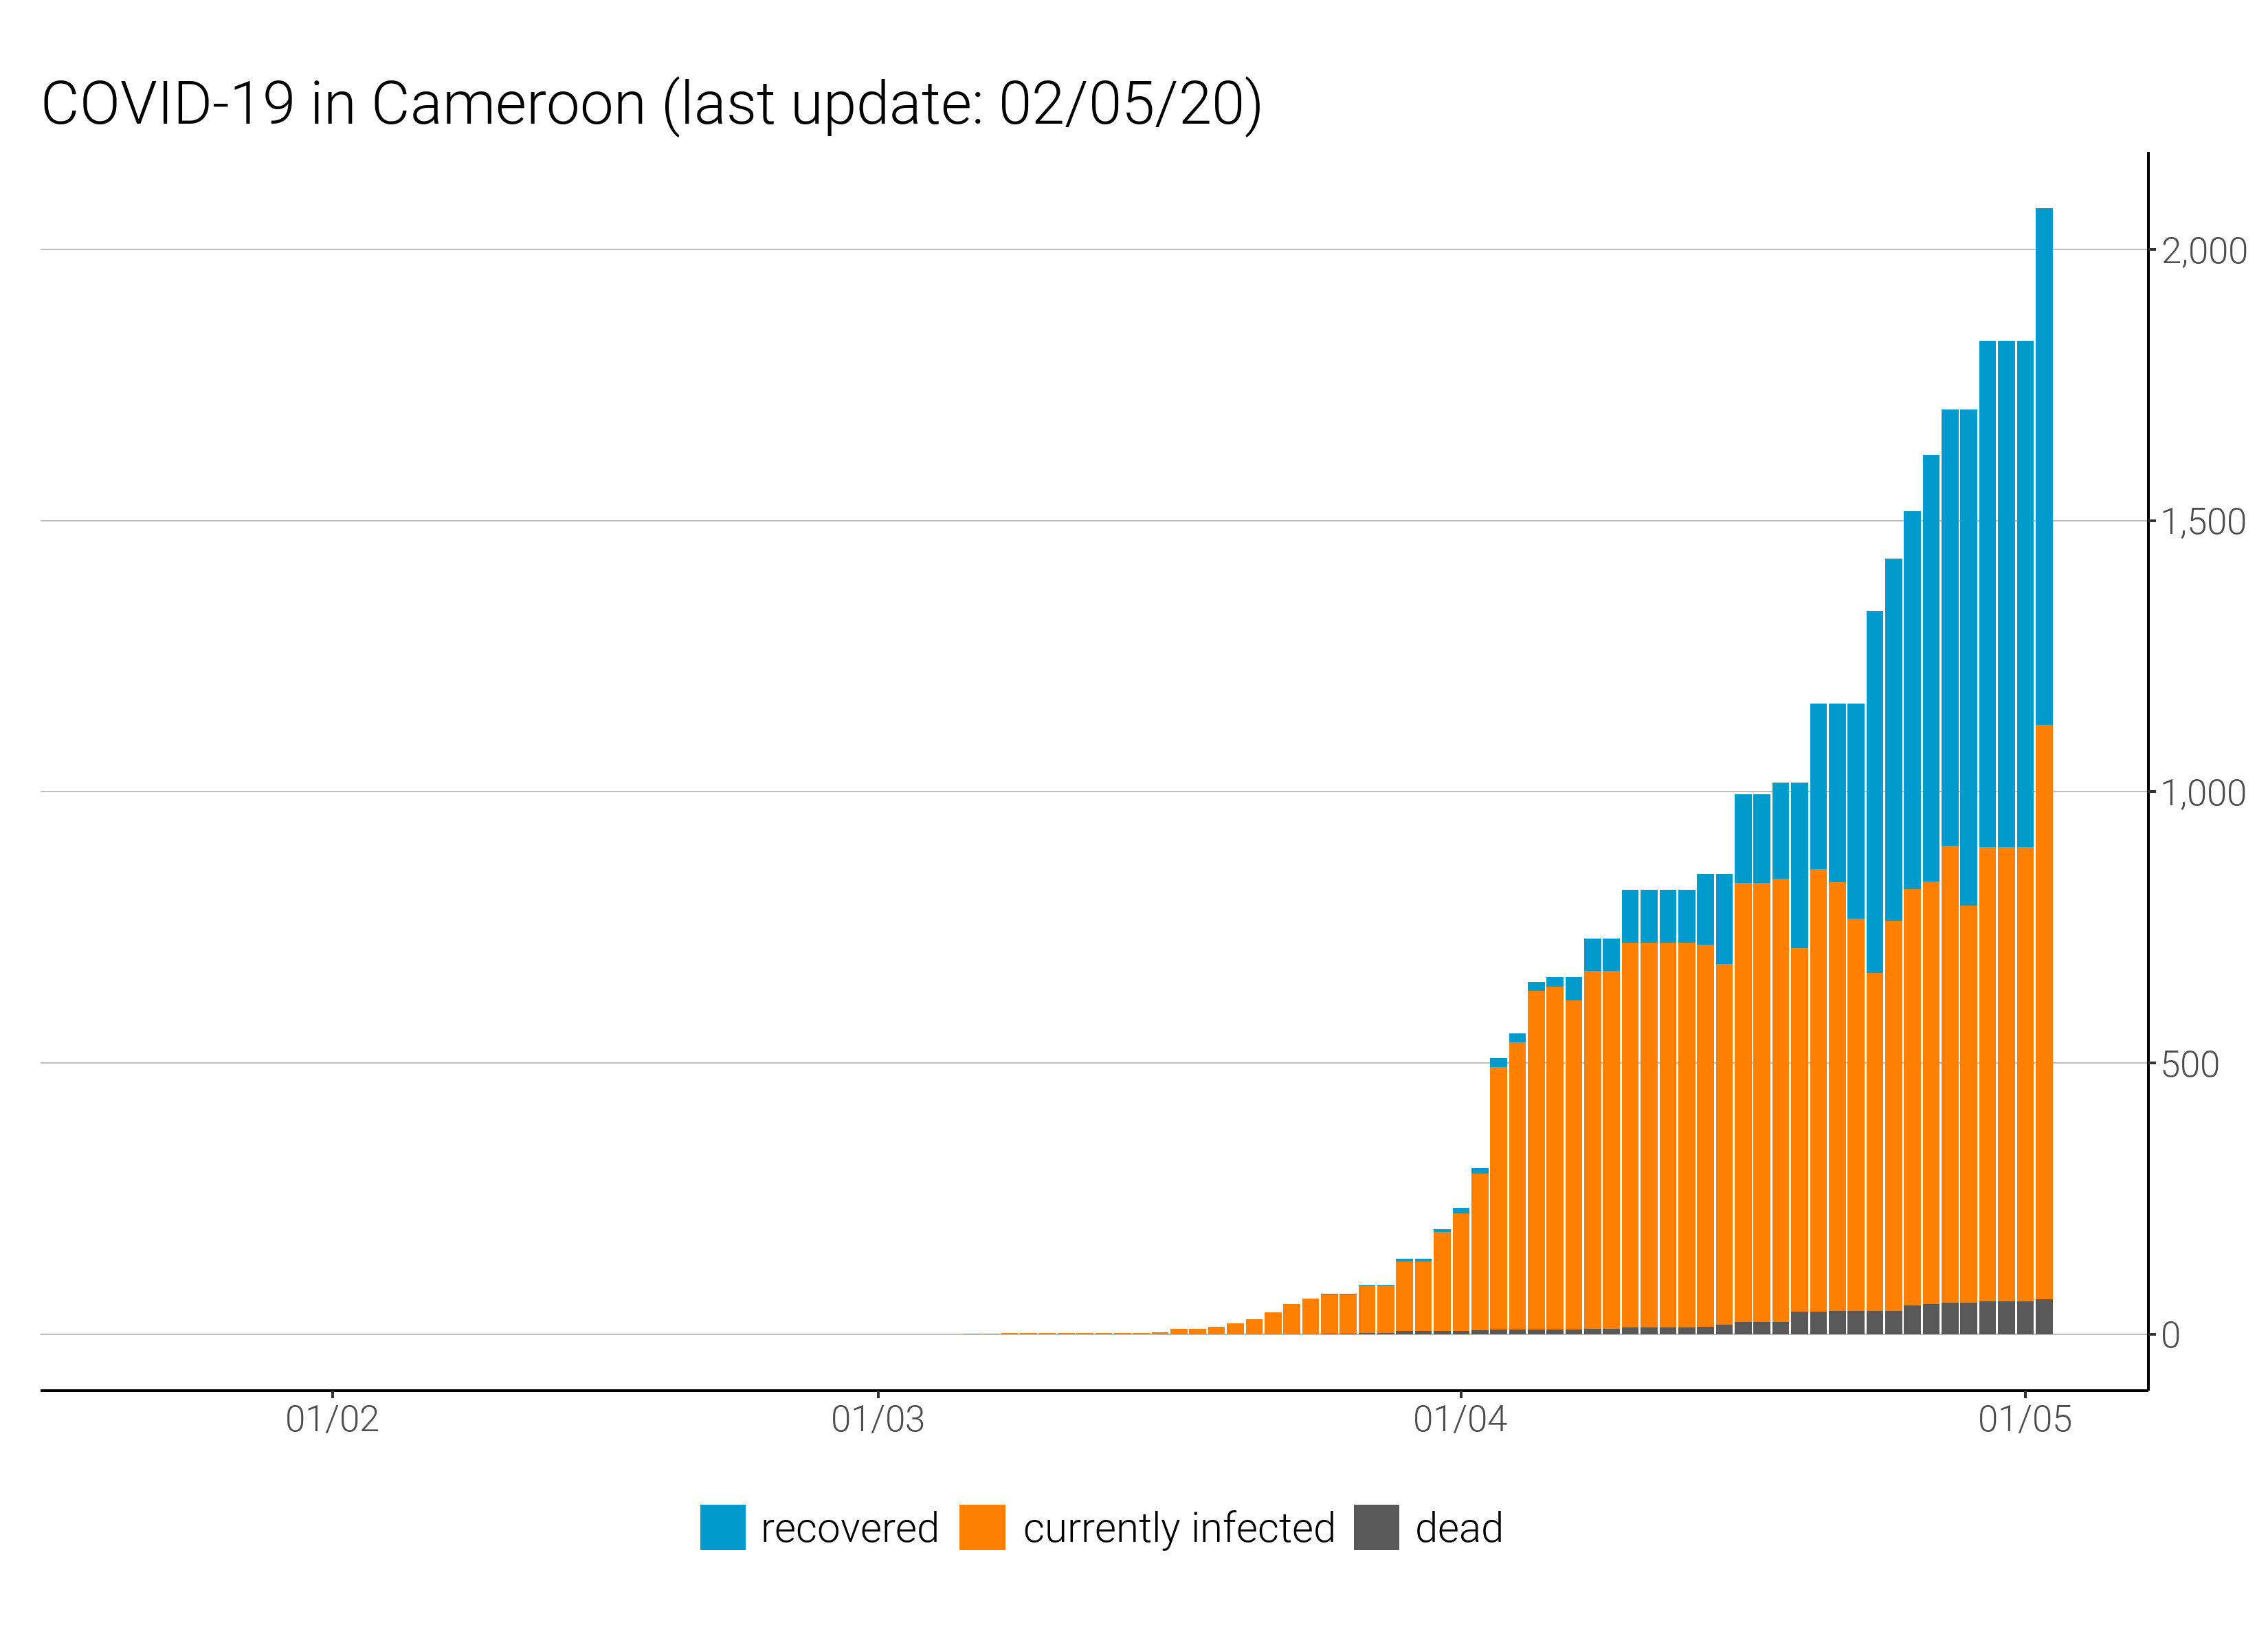 COVID-19 in Cameroon (last update: 02/05/20)
2,000
1,500
1,000
500
0
01/02 01/03 01/04 01/05
recovered currently infected dead